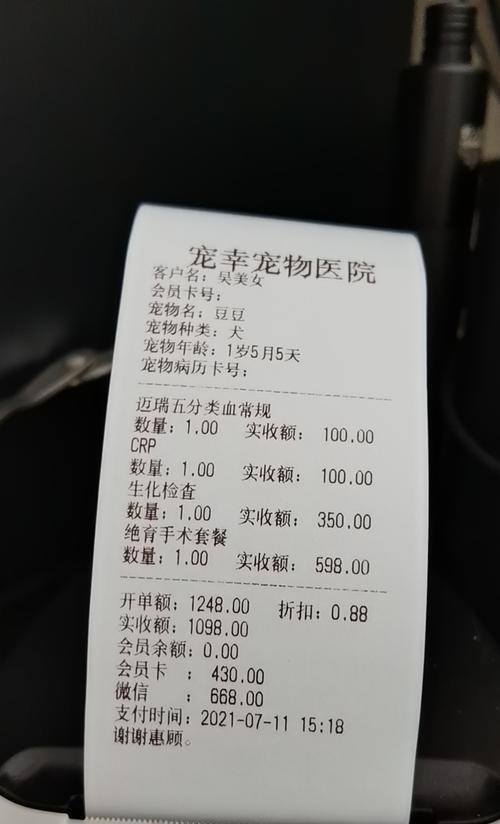 宠幸宠物医院
客户名：吴美女
会员卡号：
宠物名：豆豆
宠物种类：犬
宠物年龄：1岁5月5天
宠物病历卡号：
迈瑞五分类血常规
数量：1.00 实收额： 100.00
CRP
数量：1.00 实收额： 100.00
生化检查
数量：1.00 实收额： 350.00
绝育手术套餐
数量：1.00 实收额： 598.00
开单额：1248.00 折扣：0.88
实收额：1098.00
会员余额：0.00
会员卡 ： 430.00
微信 ： 668.00
支付时间：2021-07-11 15:18
谢谢惠顾。